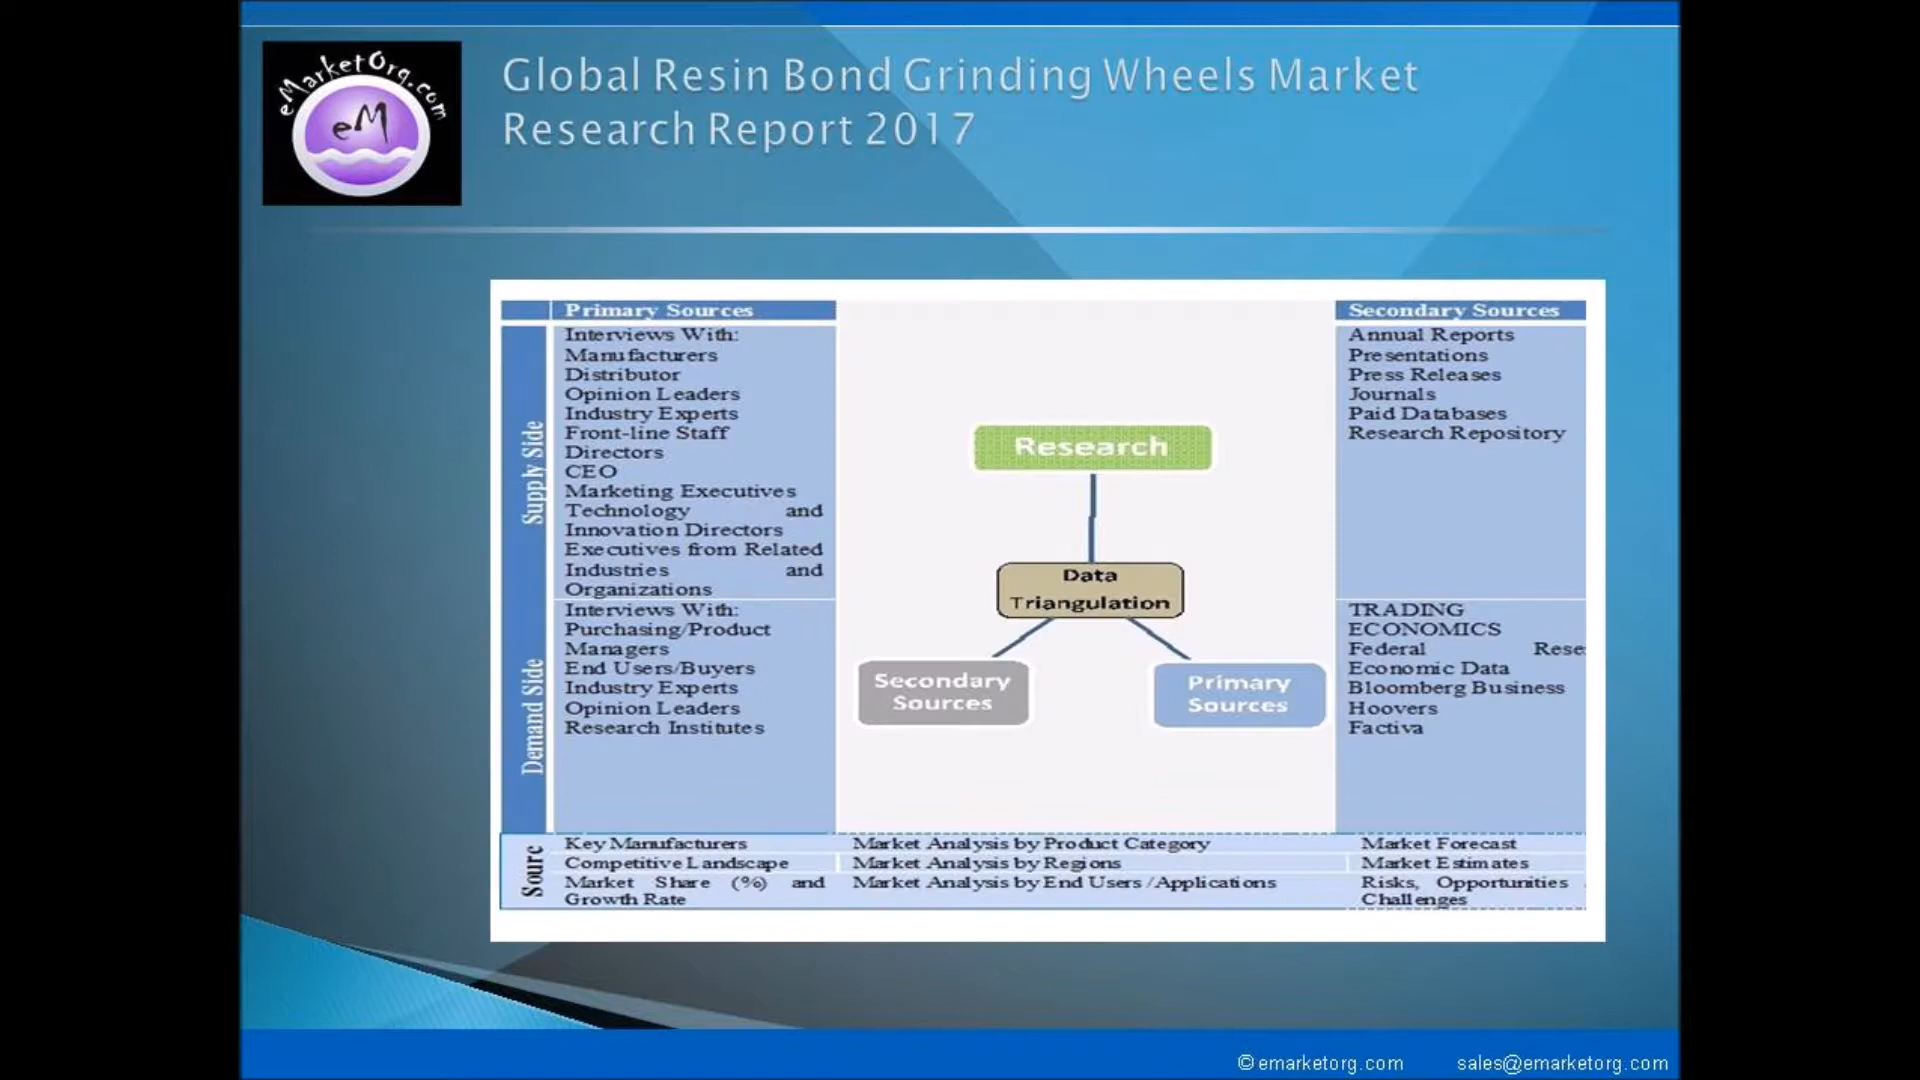 eMarketOrg.com
eM
Global Resin Bond Grinding Wheels Market
Research Report 2017
Primary Sources
Secondary Sources
Supply Side
Interviews With:
Manufacturers
Distributor
Opinion Leaders
Industry Experts
Front-line Staff
Directors
CEO
Marketing Executives
Technology and
Innovation Directors
Executives from Related
Industries and
Organizations
Annual Reports
Presentations
Press Releases
Journals
Paid Databases
Research Repository
Research
Data
Triangulation
Secondary
Sources
Primary
Sources
Demand Side
Interviews With:
Purchasing/Product
Managers
End Users/Buyers
Industry Experts
Opinion Leaders
Research Institutes
TRADING
ECONOMICS
Federal Rese
Economic Data
Bloomberg Business
Hoovers
Factiva
Sourc
Key Manufacturers
Competitive Landscape
Market Share (%) and
Growth Rate
Market Analysis by Product Category
Market Analysis by Regions
Market Analysis by End Users /Applications
Market Forecast
Market Estimates
Risks, Opportunities
Challenges
© emarketorg.com sales@emarketorg.com